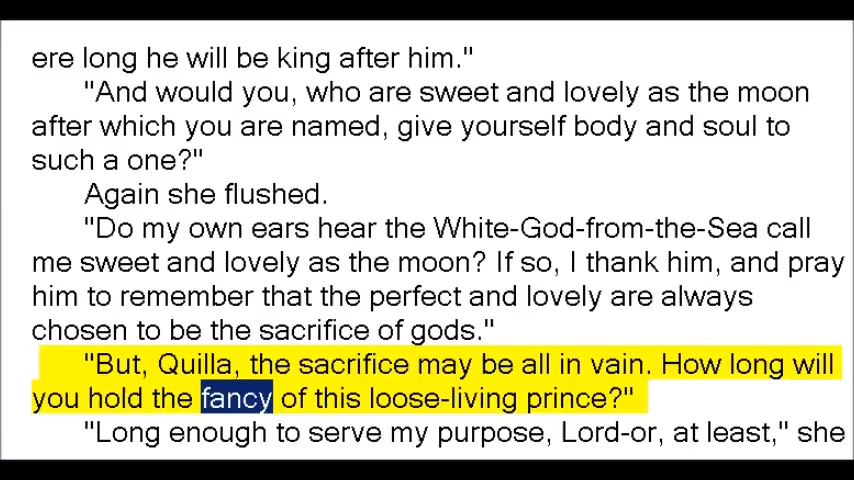 ere long he will be king after him."
"And would you, who are sweet and lovely as the moon
after which you are named, give yourself body and soul to
such a one?"
Again she flushed.
"Do my own ears hear the White-God-from-the-Sea call
me sweet and lovely as the moon? If so, I thank him, and pray
him to remember that the perfect and lovely are always
chosen to be the sacrifice of gods."
"But, Quilla, the sacrifice may be all in vain. How long will
you hold the fancy of this loose-living prince?"
"Long enough to serve my purpose, Lord-or, at least," she